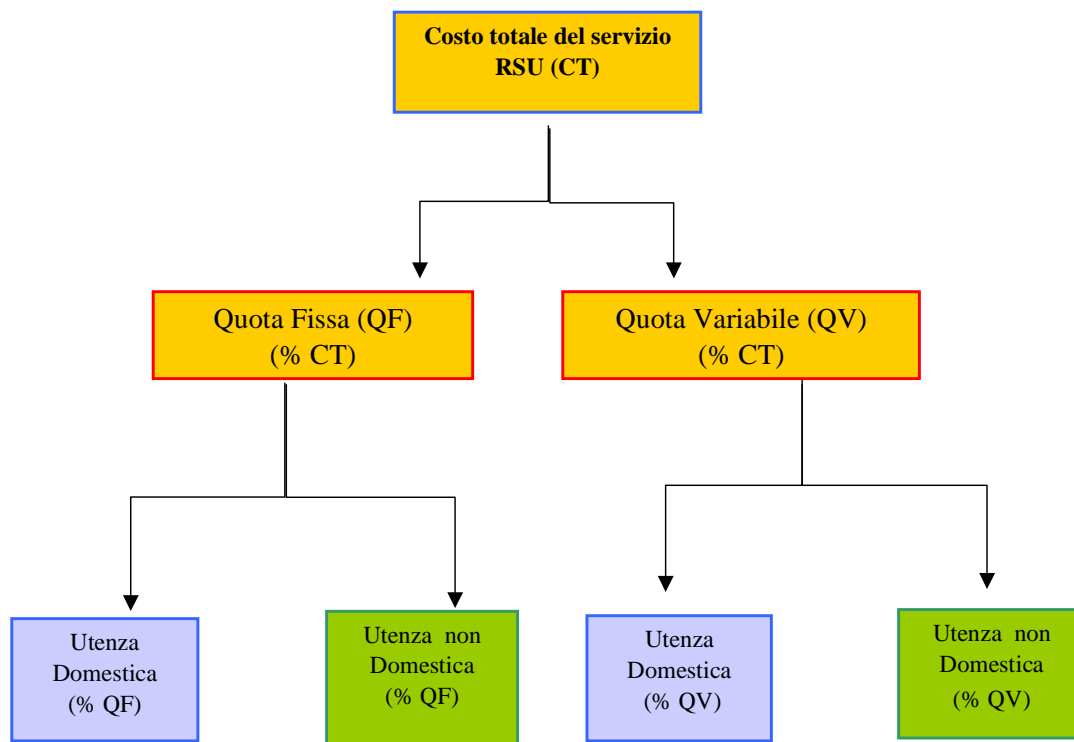 Costo totale del servizio
RSU (CT)
Quota Fissa (QF)
(% CT)
Quota Variabile (QV)
(% CT)
Utenza
Domestica
(% QF)
Utenza non
Domestica
(% QF)
Utenza
Domestica
(% QV)
Utenza non
Domestica
(% QV)